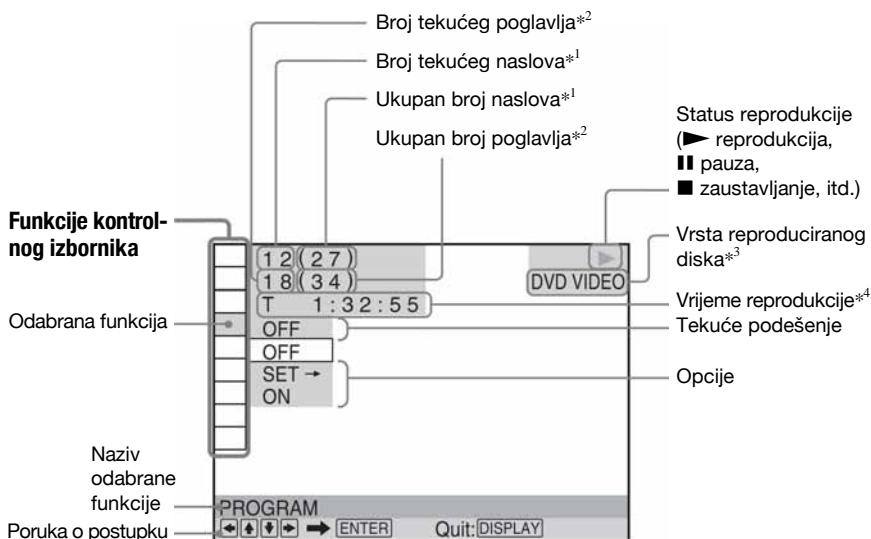 Broj tekućeg poglavlja*2
Broj tekućeg naslova*1
Ukupan broj naslova*1
Ukupan broj poglavlja*2
Status reprodukcije
(► reprodukcija,
II pauza,
■ zaustavljanje, itd.)
Funkcije kontrol-
nog izbornika
Vrsta reproduciranog
diska*3
12(27)
18(34)
DVD VIDEO
T 1:32:55
Vrijeme reprodukcije*4
Odabrana funkcija
OFF
Tekuće podešenje
OFF
SET →
ON
Opcije
Naziv
odabrane
funkcije
PROGRAM
Poruka o postupku
← ↑ ↓ → ➡ ENTER Quit: DISPLAY